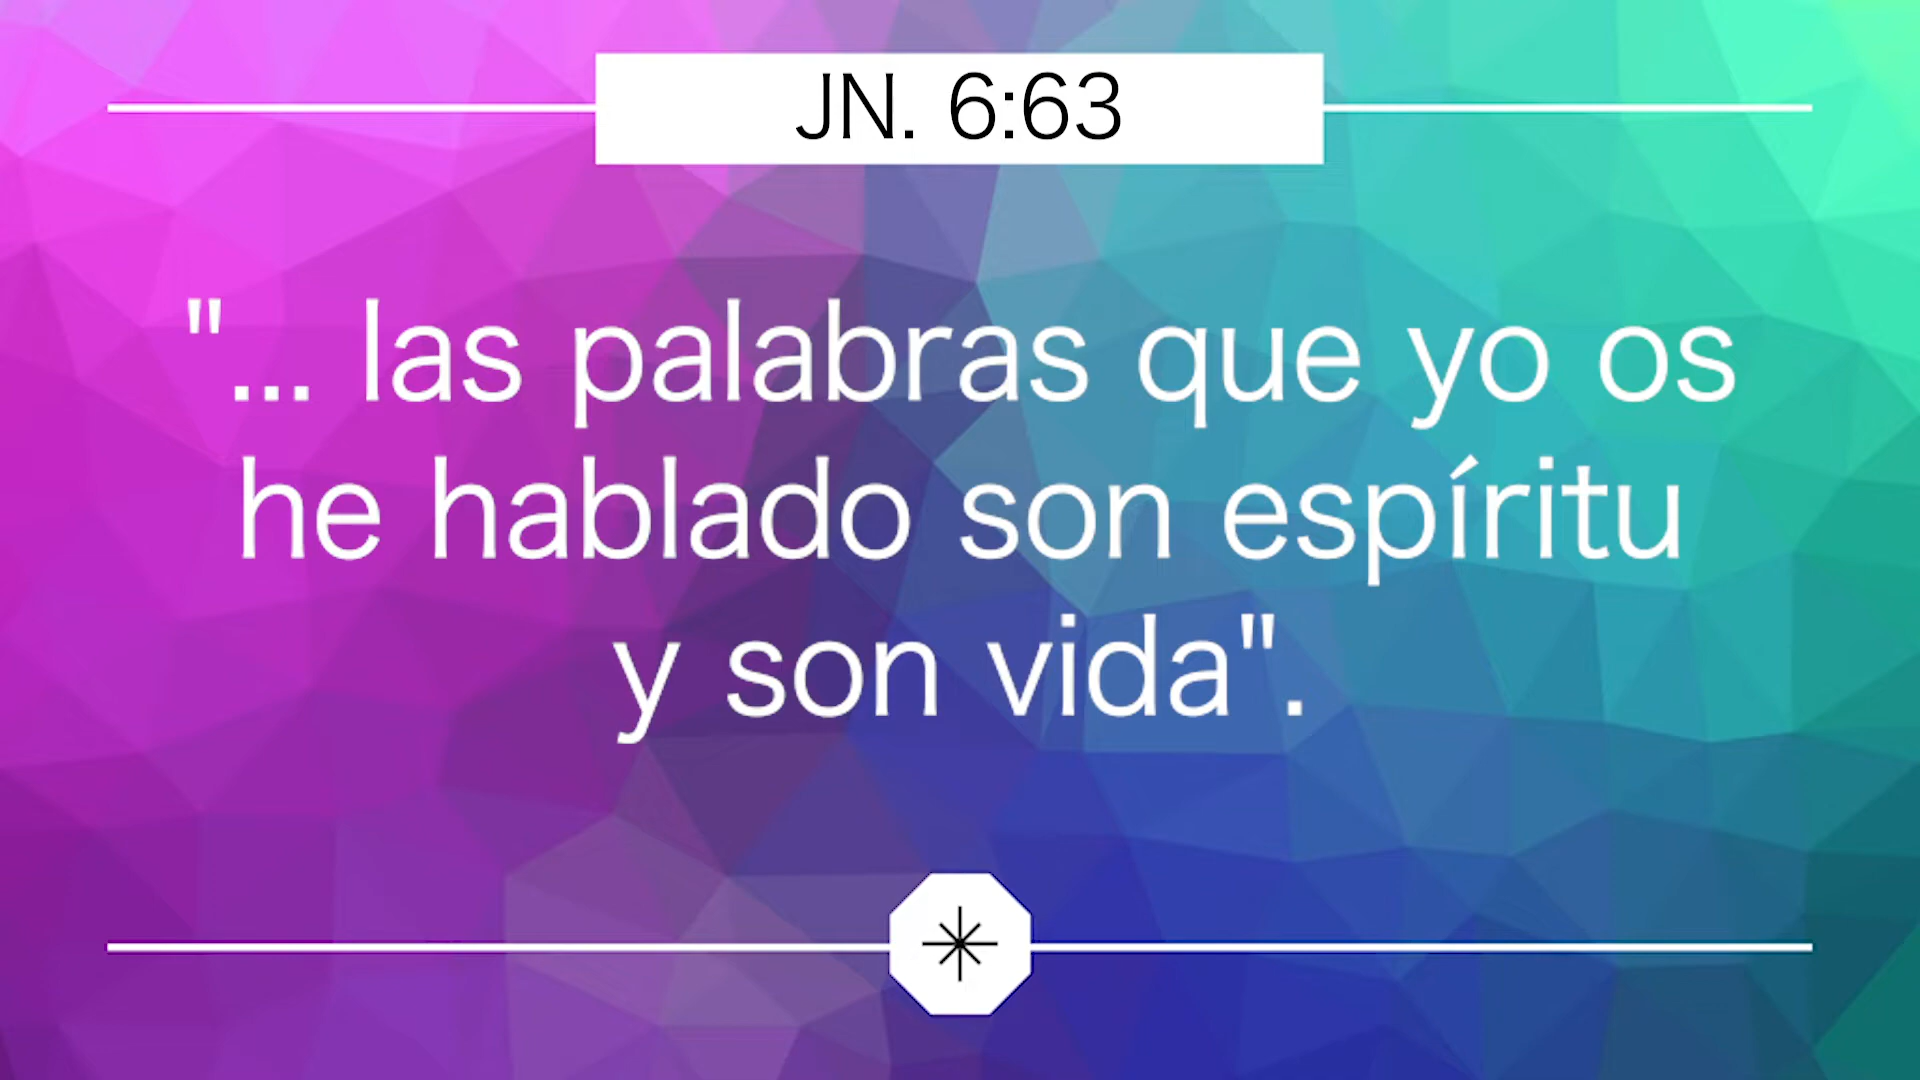 JN. 6:63
"... las palabras que yo os
he hablado son espíritu
y son vida".